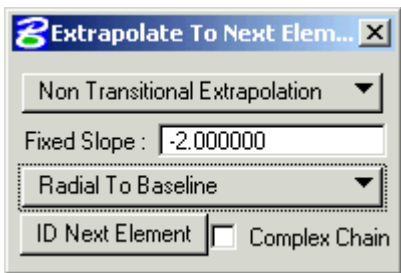 Extrapolate To Next Elem...
Non Transitional Extrapolation
Fixed Slope : -2.000000
Radial To Baseline
ID Next Element Complex Chain